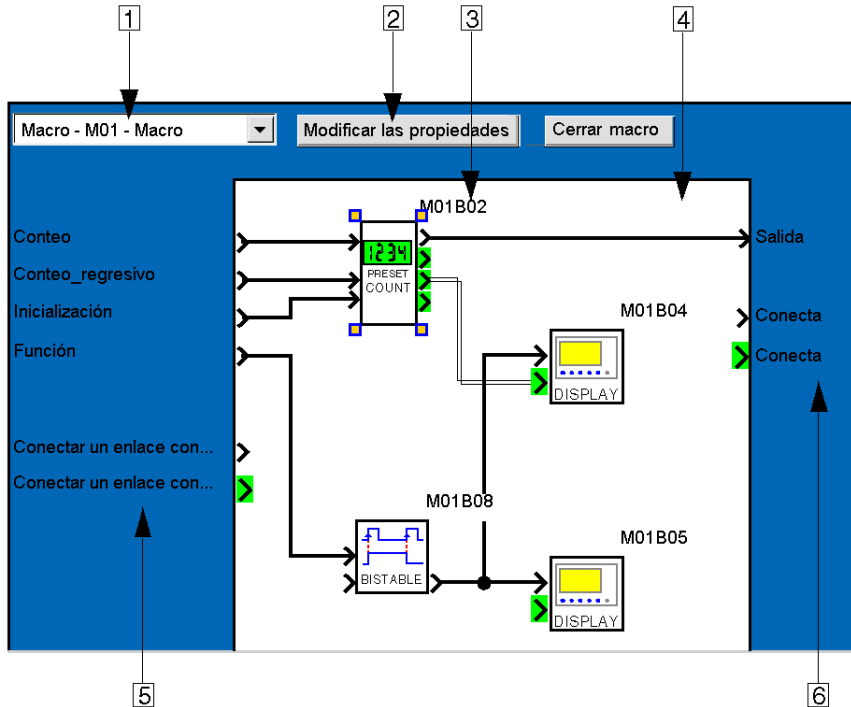 1 2 3 4
Macro - M01 - Macro Modificar las propiedades Cerrar macro
M01B02
Conteo
Conteo_regresivo
Inicialización
Función
Conectar un enlace con...
Conectar un enlace con...
1234
PRESET
COUNT
M01B04
DISPLAY
M01B08
BISTABLE
M01B05
DISPLAY
Salida
Conecta
Conecta
5 6